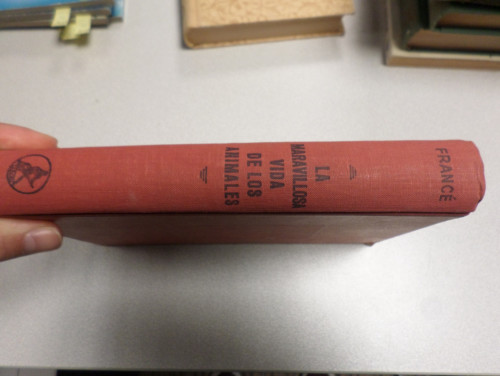 FRANCÉ
LA
MARAVILLOSA
VIDA
DE LOS
ANIMALES